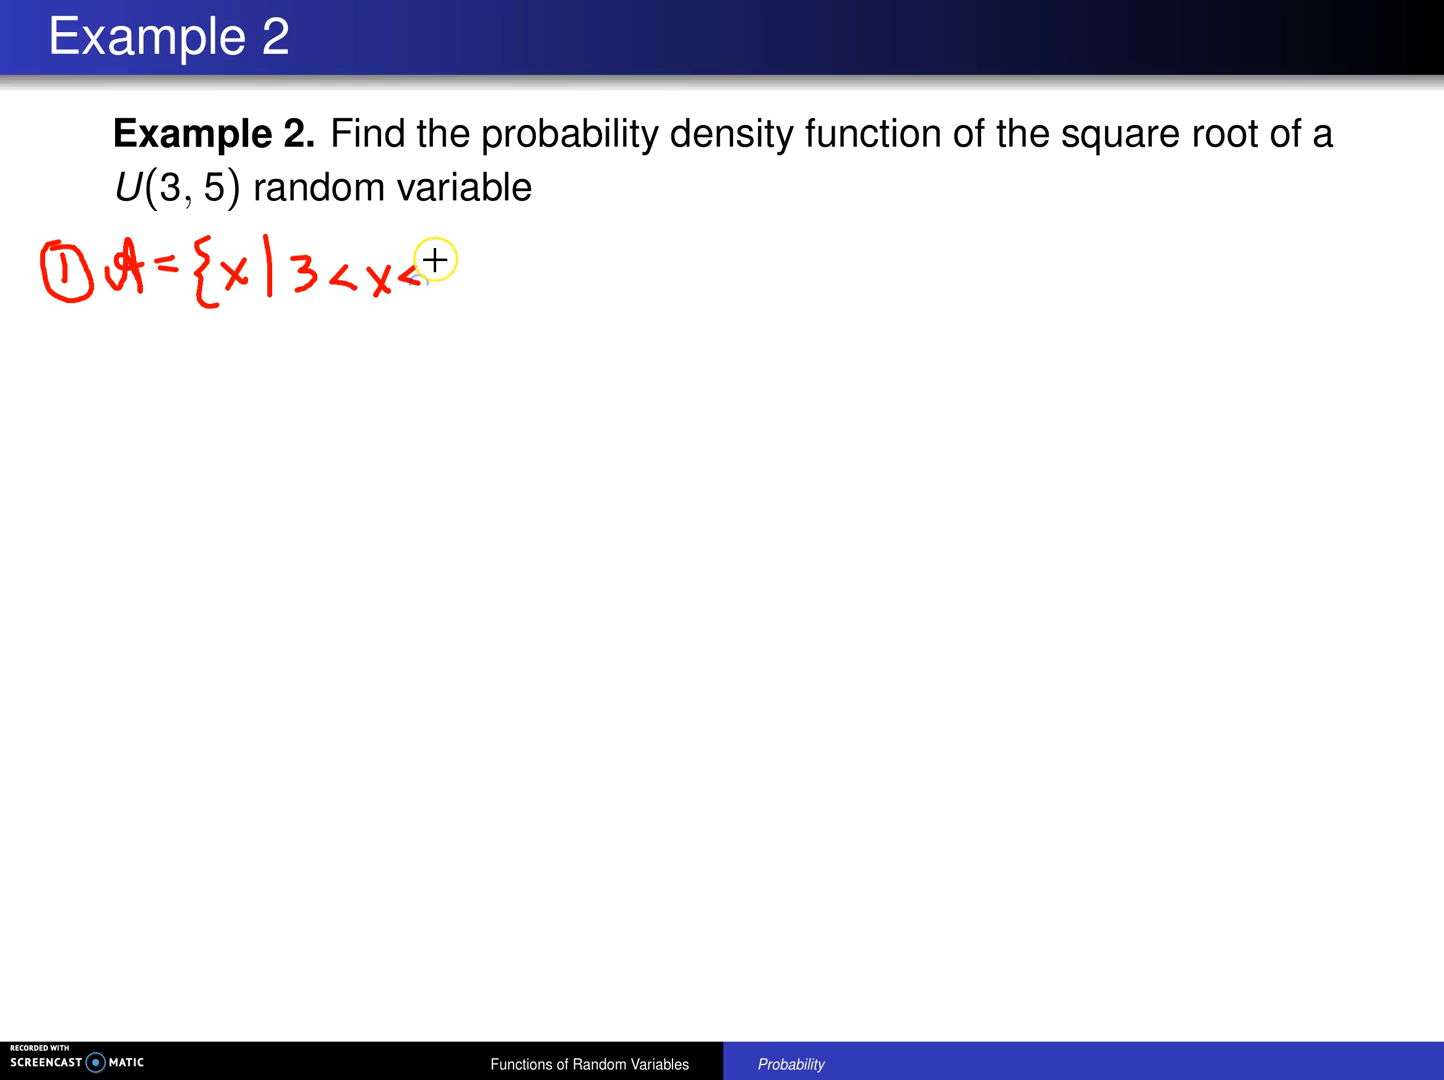 Example 2
Example 2. Find the probability density function of the square root of a
U(3, 5) random variable
① 𝒜 = {x | 3 < x <
RECORDED WITH
SCREENCAST MATIC
Functions of Random Variables
Probability